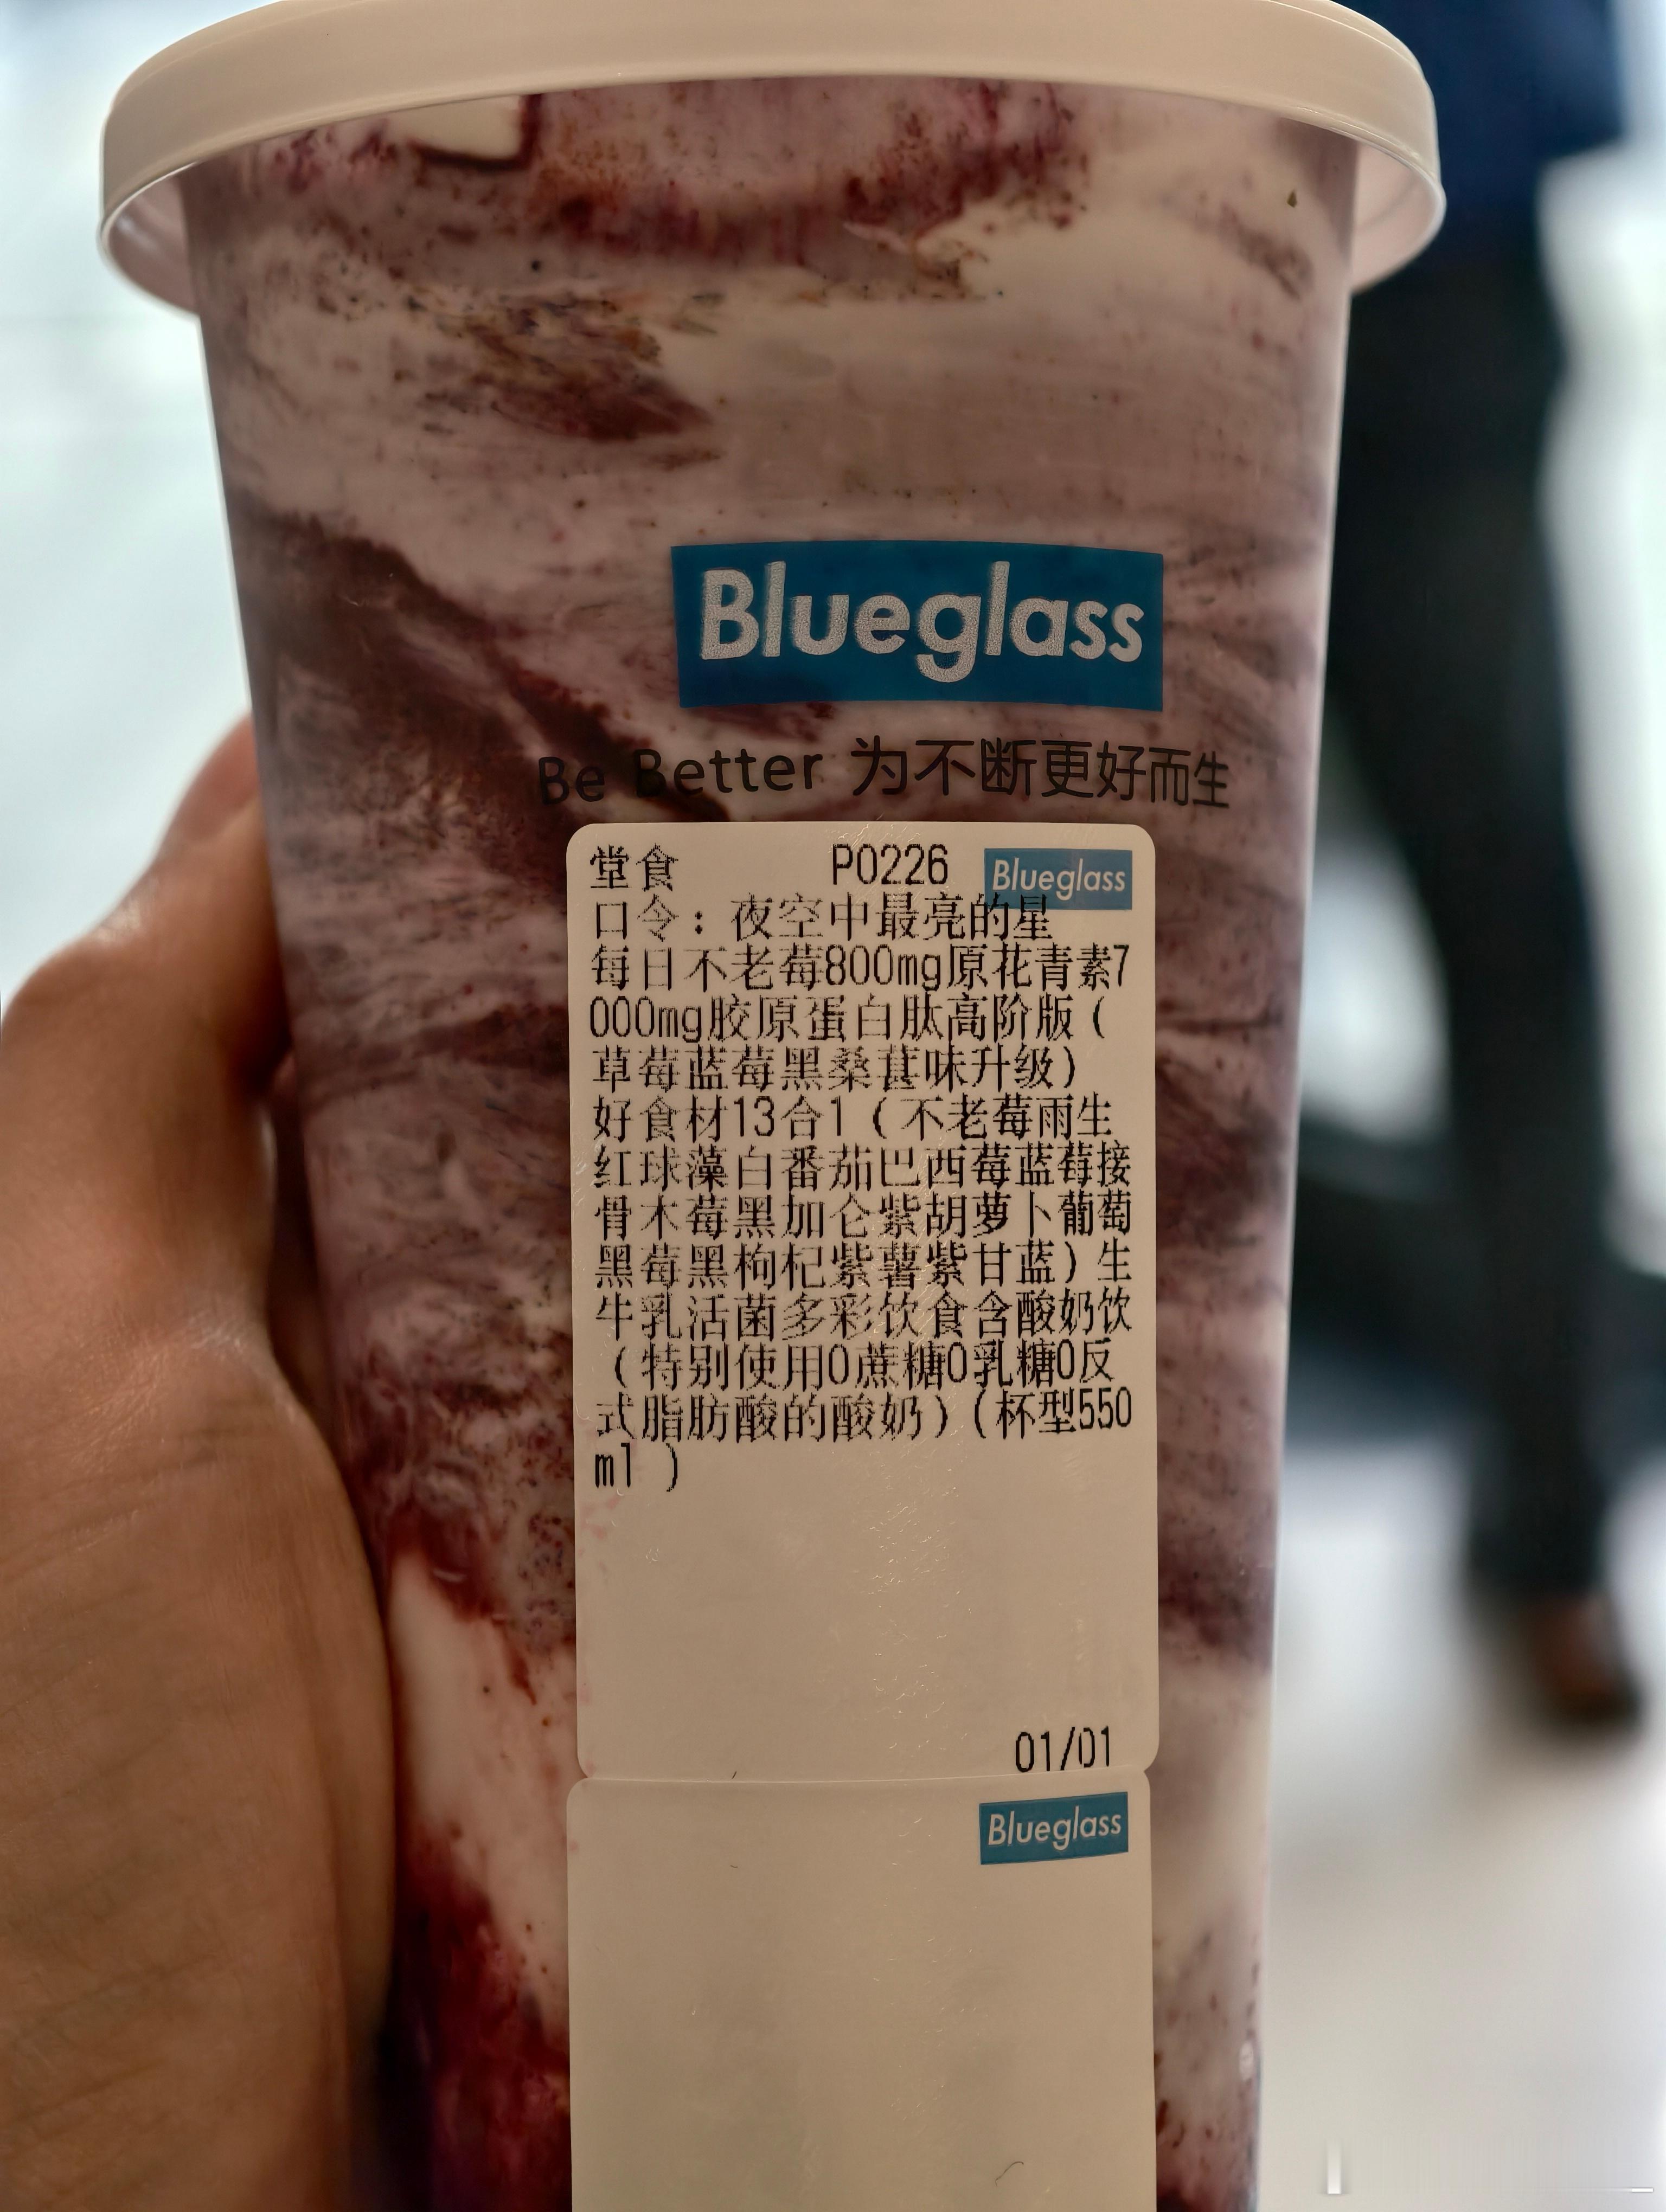 Blueglass
Be Better 为不断更好而生
堂食 P0226 Blueglass
口令：夜空中最亮的星
每日不老莓800mg原花青素7
000mg胶原蛋白肽高阶版（
草莓蓝莓黑桑葚味升级）
好食材13合1（不老莓雨生
红球藻白番茄巴西莓蓝莓接
骨木莓黑加仑紫胡萝卜葡萄
黑莓黑枸杞紫薯紫甘蓝）生
牛乳活菌多彩饮食含酸奶饮
（特别使用0蔗糖0乳糖0反
式脂肪酸的酸奶）（杯型550
ml ）
01/01
Blueglass